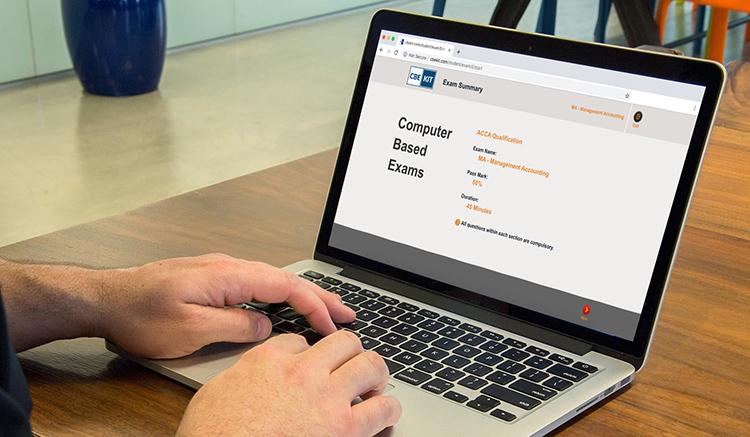 cbekit.com/student/exam/
Not Secure
CBE KIT
Exam Summary
MA - Management Accounting
Computer
Based
Exams
ACCA Qualification
Exam Name:
MA - Management Accounting
Pass Mark:
50%
Duration:
45 Minutes
All questions within each section are compulsory.